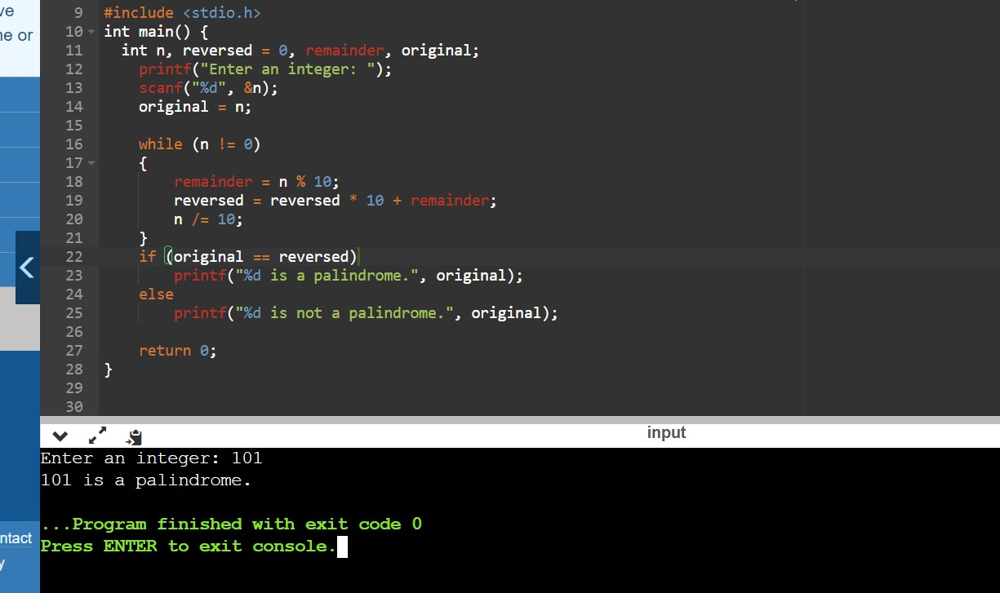 ve
ne or
9 #include <stdio.h>
10 int main() {
11 int n, reversed = 0, remainder, original;
12 printf("Enter an integer: ");
13 scanf("%d", &n);
14 original = n;
15
16 while (n != 0)
17 {
18 remainder = n % 10;
19 reversed = reversed * 10 + remainder;
20 n /= 10;
21 }
22 if (original == reversed)
23 printf("%d is a palindrome.", original);
24 else
25 printf("%d is not a palindrome.", original);
26
27 return 0;
28 }
29
30
input
Enter an integer: 101
101 is a palindrome.
...Program finished with exit code 0
Press ENTER to exit console.
ntact
y